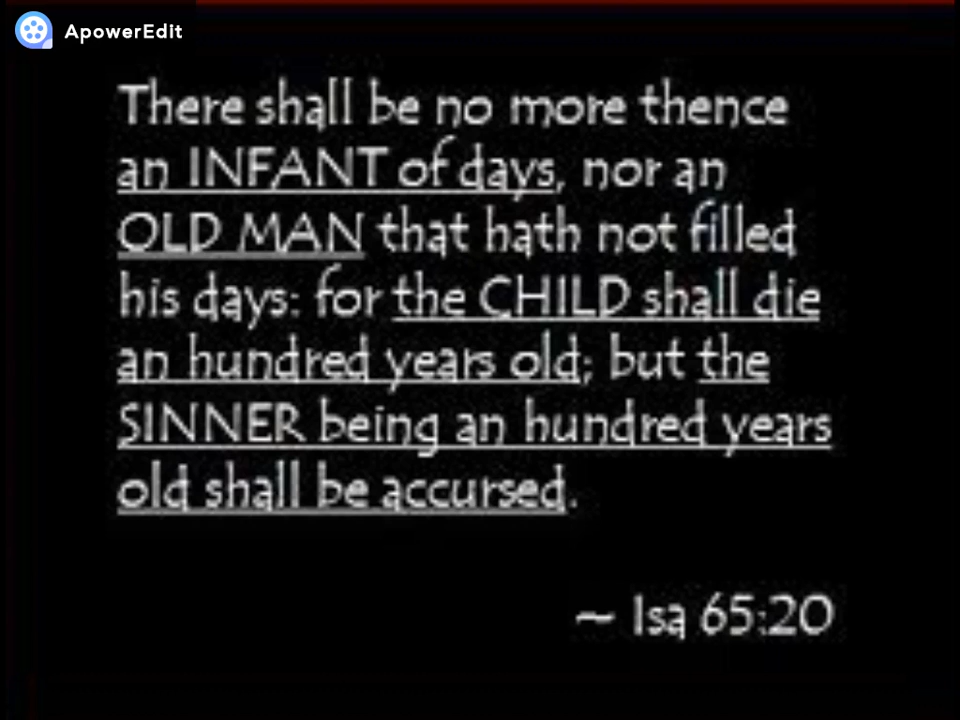 ApowerEdit
There shall be no more thence
an INFANT of days, nor an
OLD MAN that hath not filled
his days: for the CHILD shall die
an hundred years old; but the
SINNER being an hundred years
old shall be accursed.
~ Isa 65:20